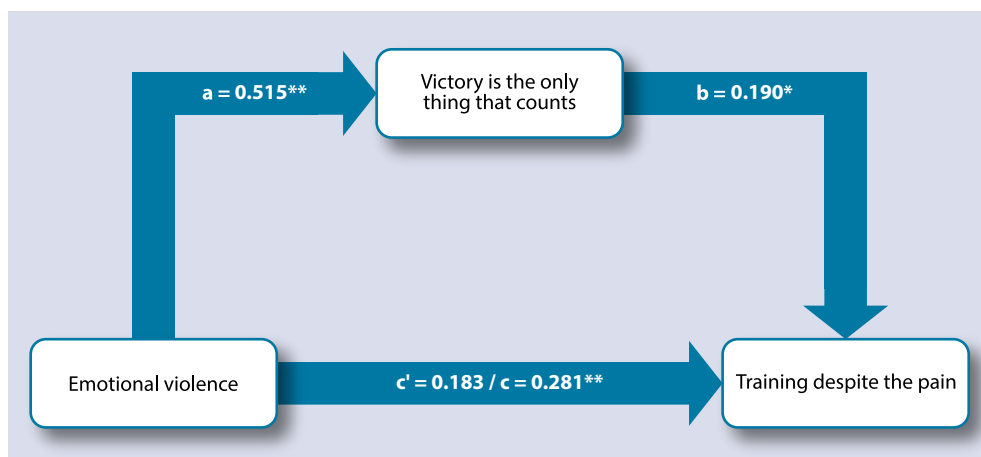 Victory is the only
thing that counts
a = 0.515**
b = 0.190*
Emotional violence
c' = 0.183 / c = 0.281**
Training despite the pain